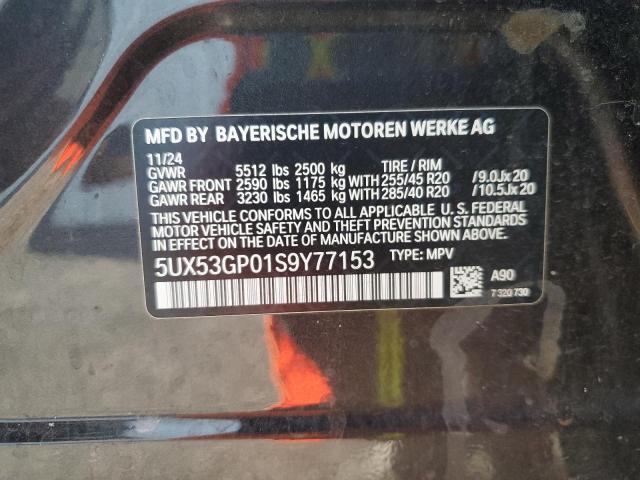 MFD BY BAYERISCHE MOTOREN WERKE AG
11/24
GVWR 5512 lbs 2500 kg TIRE / RIM
GAWR FRONT 2590 lbs 1175 kg WITH 255/45 R20 /9.0Jx20
GAWR REAR 3230 lbs 1465 kg WITH 285/40 R20 /10.5Jx20
THIS VEHICLE CONFORMS TO ALL APPLICABLE U. S. FEDERAL
MOTOR VEHICLE SAFETY AND THEFT PREVENTION STANDARDS
IN EFFECT ON THE DATE OF MANUFACTURE SHOWN ABOVE.
5UX53GP01S9Y77153 TYPE: MPV
A90
7 320 730